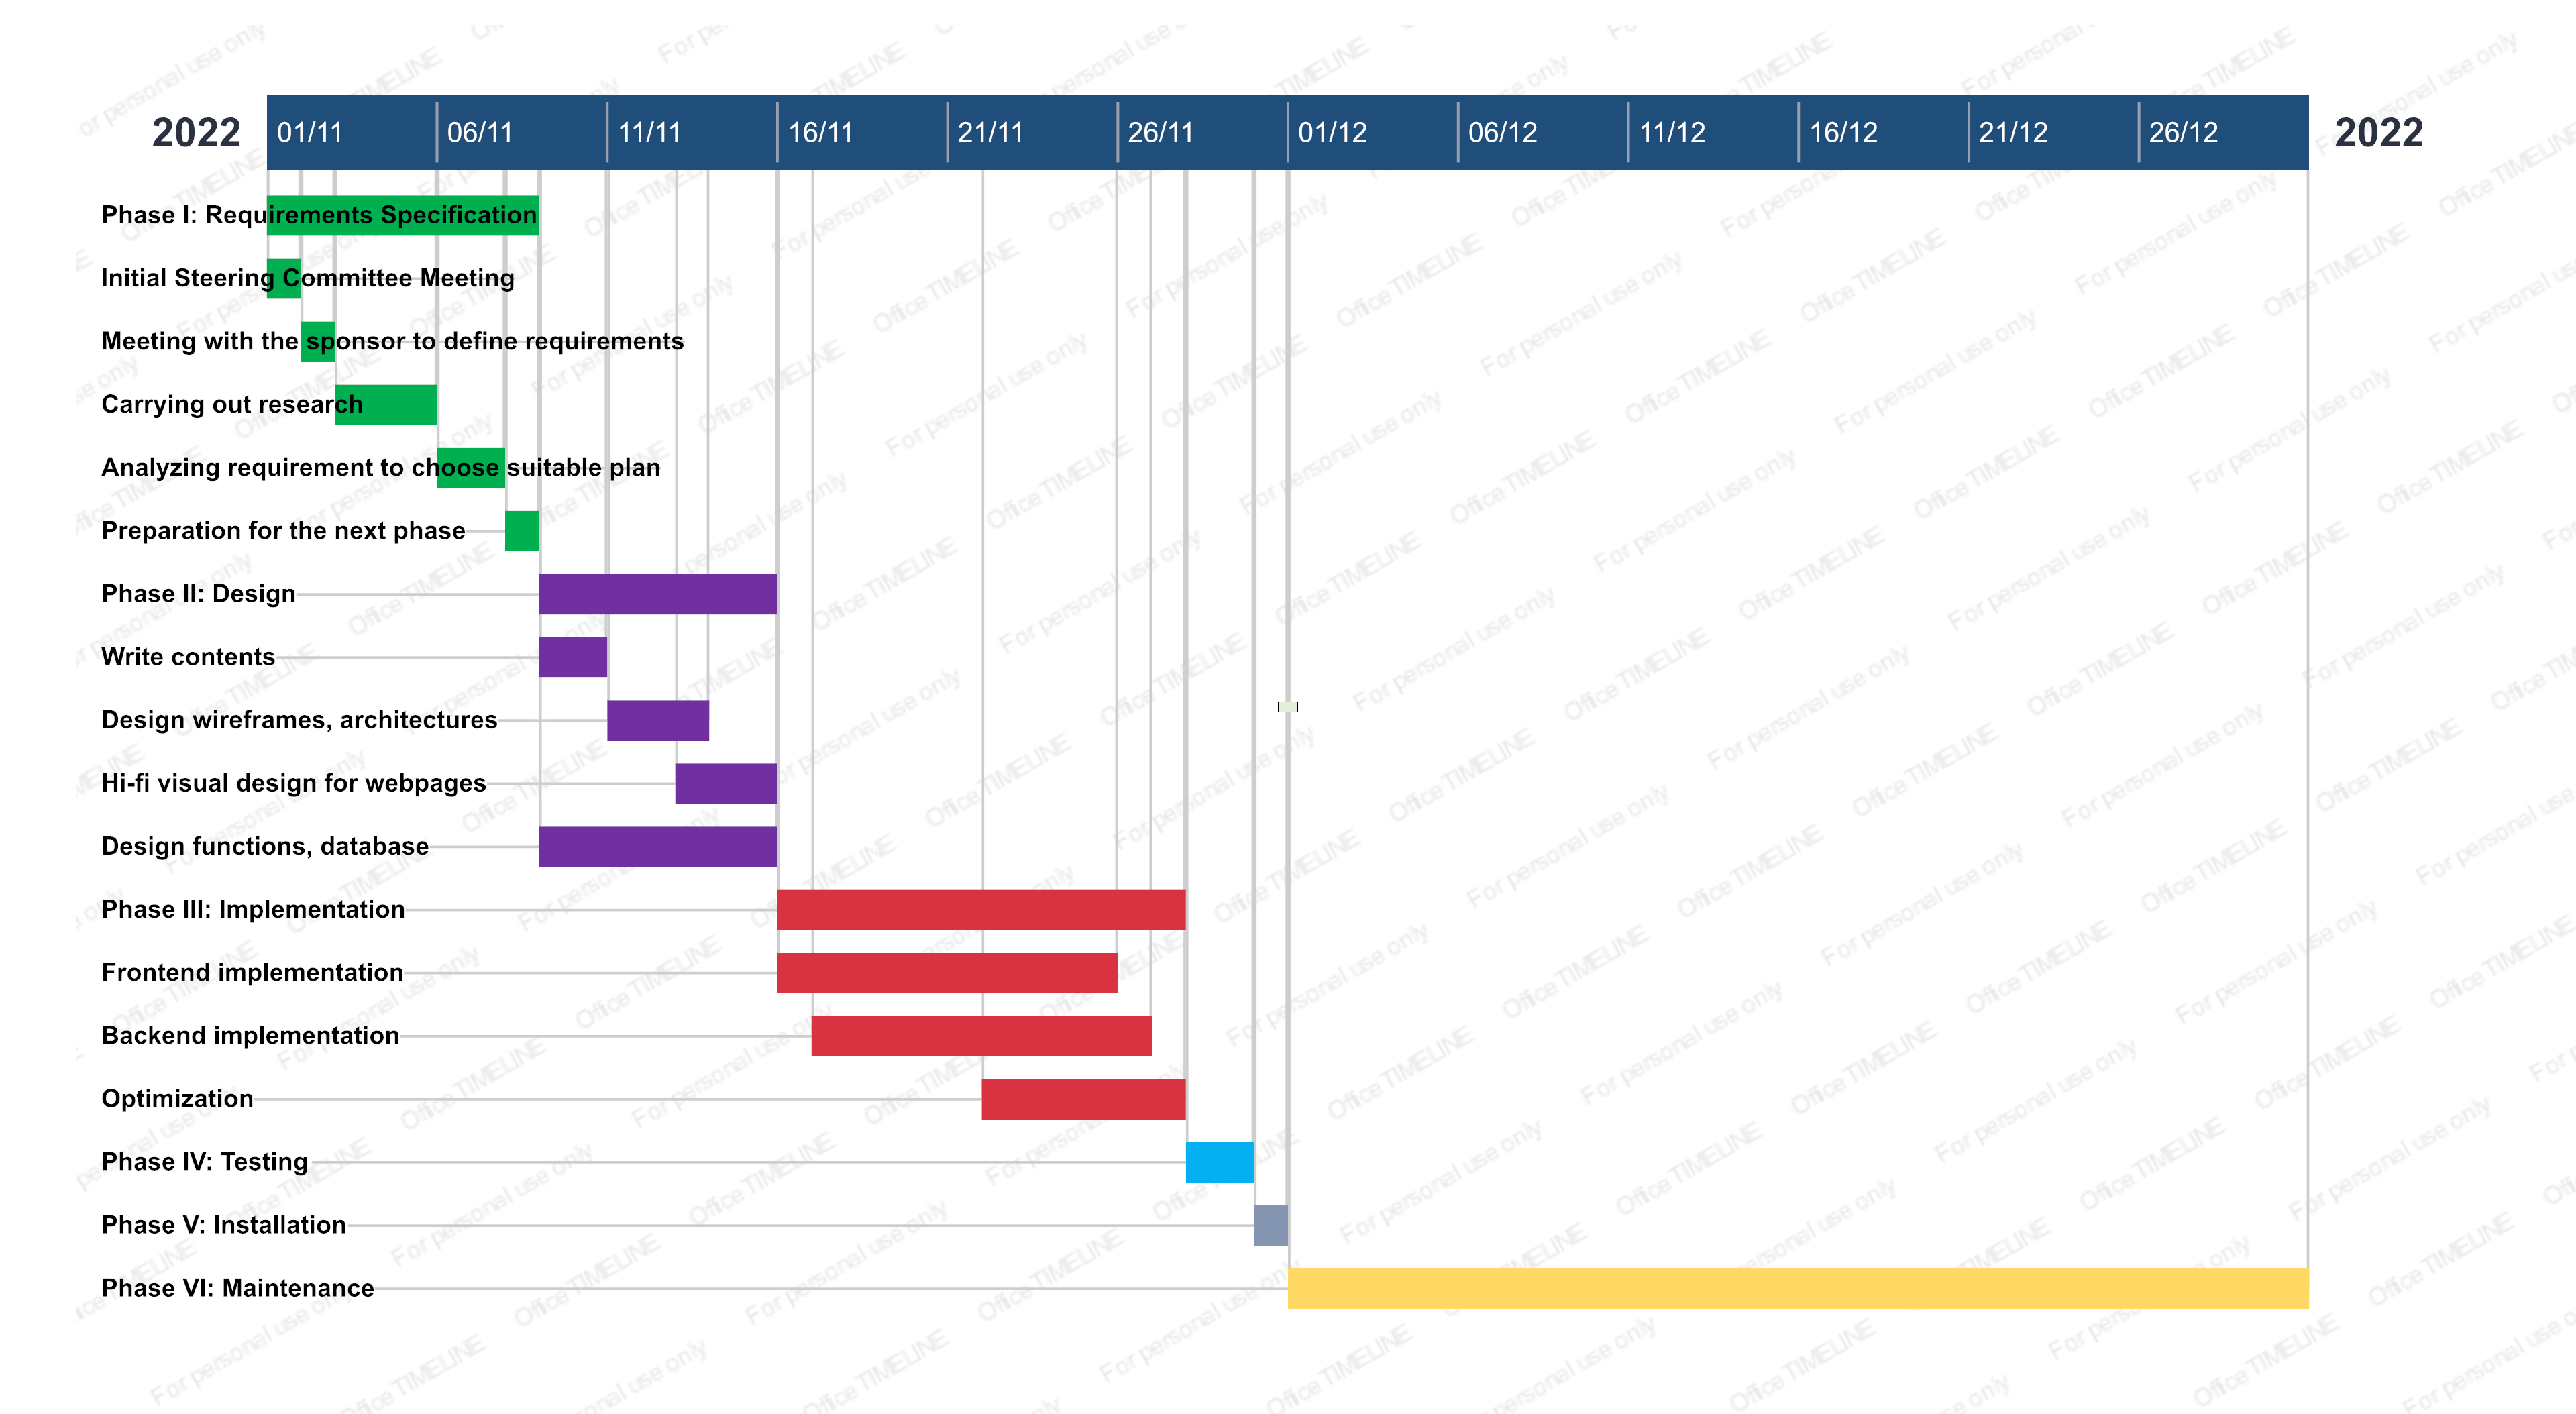 2022 01/11 06/11 11/11 16/11 21/11 26/11 01/12 06/12 11/12 16/12 21/12 26/12 2022
Phase I: Requirements Specification
Initial Steering Committee Meeting
Meeting with the sponsor to define requirements
Carrying out research
Analyzing requirement to choose suitable plan
Preparation for the next phase
Phase II: Design
Write contents
Design wireframes, architectures
Hi-fi visual design for webpages
Design functions, database
Phase III: Implementation
Frontend implementation
Backend implementation
Optimization
Phase IV: Testing
Phase V: Installation
Phase VI: Maintenance
For personal use only
Office TIMELINE